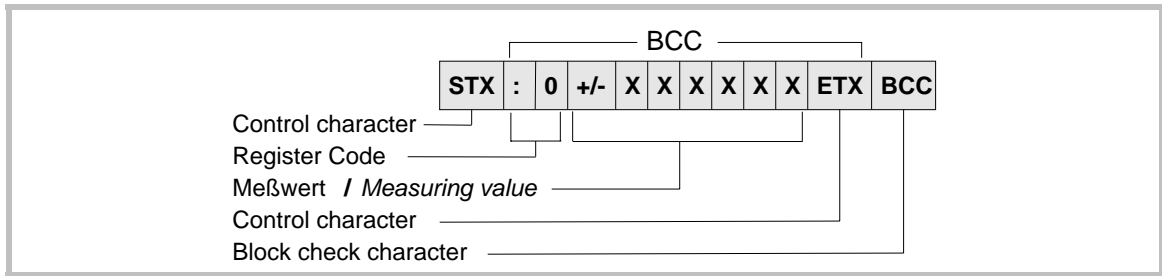 BCC
STX : 0 +/- X X X X X X ETX BCC
Control character
Register Code
Meßwert / Measuring value
Control character
Block check character